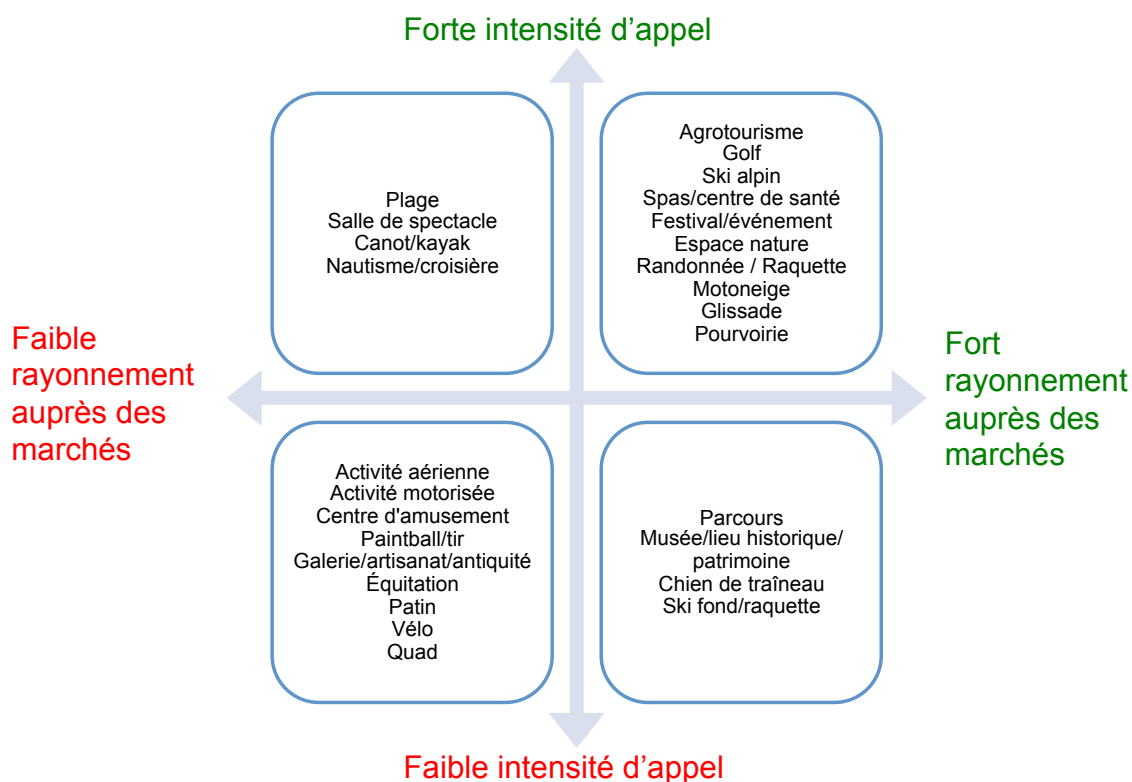 Forte intensité d’appel
Plage
Salle de spectacle
Canot/kayak
Nautisme/croisière
Agrotourisme
Golf
Ski alpin
Spas/centre de santé
Festival/événement
Espace nature
Randonnée / Raquette
Motoneige
Glissade
Pourvoirie
Faible
rayonnement
auprès des
marchés
Fort
rayonnement
auprès des
marchés
Activité aérienne
Activité motorisée
Centre d'amusement
Paintball/tir
Galerie/artisanat/antiquité
Équitation
Patin
Vélo
Quad
Parcours
Musée/lieu historique/
patrimoine
Chien de traîneau
Ski fond/raquette
Faible intensité d’appel